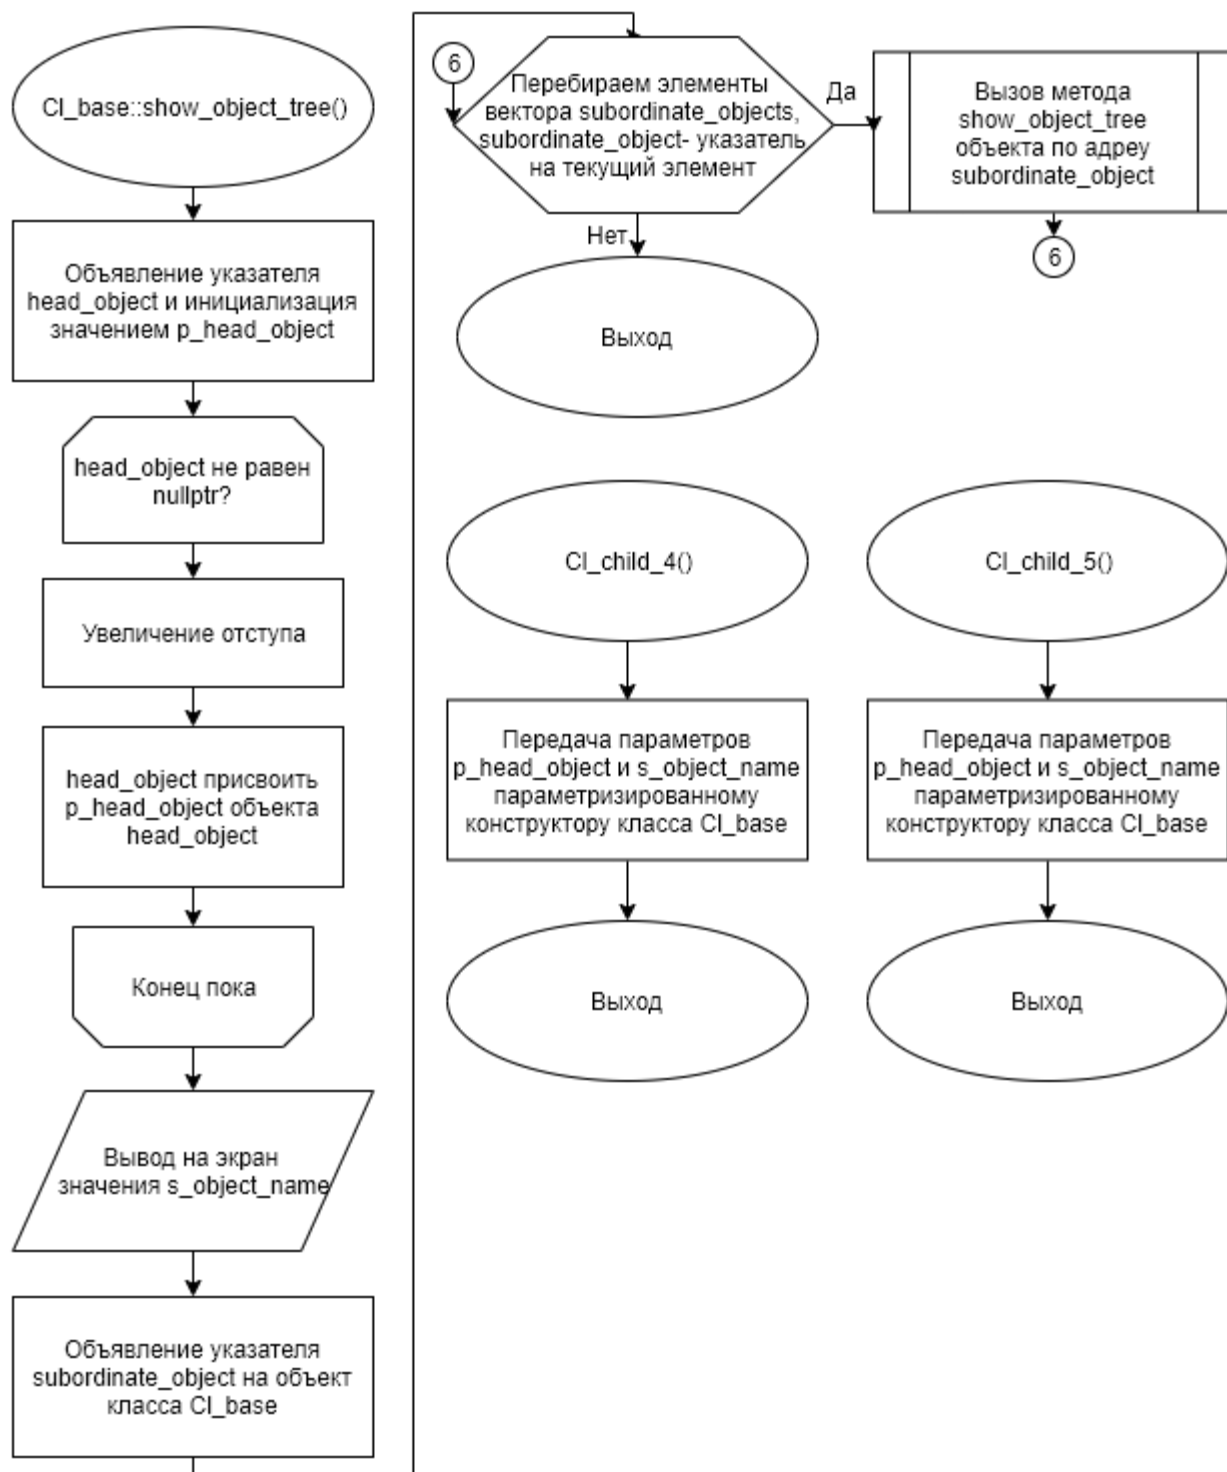 Cl_base::show_object_tree()
Объявление указателя
head_object и инициализация
значением p_head_object
head_object не равен
nullptr?
Увеличение отступа
head_object присвоить
p_head_object объекта
head_object
Конец пока
Вывод на экран
значения s_object_name
Объявление указателя
subordinate_object на объект
класса Cl_base
6
Перебираем элементы
вектора subordinate_objects,
subordinate_object- указатель
на текущий элемент
Да
Вызов метода
show_object_tree
объекта по адреу
subordinate_object
6
Нет
Выход
Cl_child_4()
Передача параметров
p_head_object и s_object_name
параметризированному
конструктору класса Cl_base
Выход
Cl_child_5()
Передача параметров
p_head_object и s_object_name
параметризированному
конструктору класса Cl_base
Выход